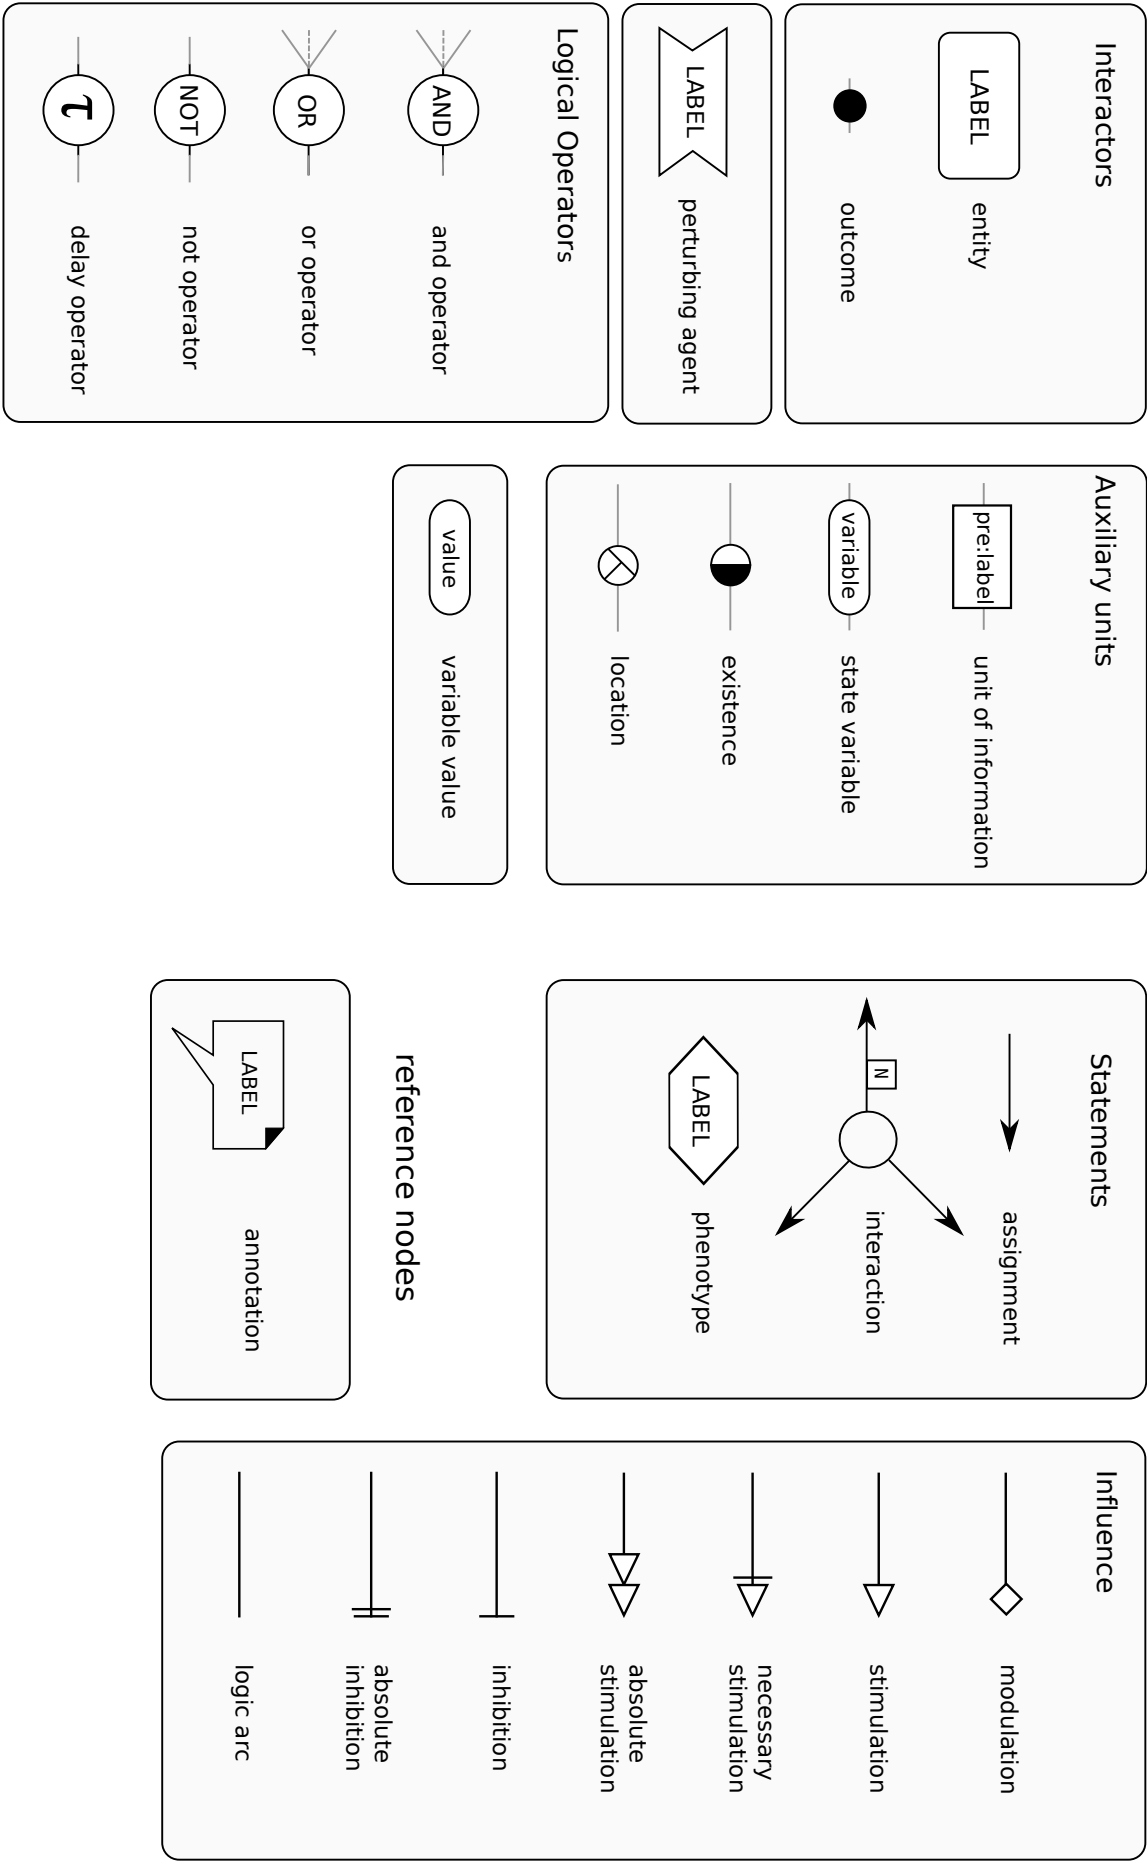 Interactors
LABEL
entity
outcome
LABEL
perturbing agent
Logical Operators
AND
and operator
OR
or operator
NOT
not operator
τ
delay operator
Auxiliary units
pre:label
unit of information
variable
state variable
existence
location
value
variable value
Statements
assignment
N
interaction
LABEL
phenotype
reference nodes
LABEL
annotation
Influence
modulation
stimulation
necessary
stimulation
absolute
stimulation
inhibition
absolute
inhibition
logic arc